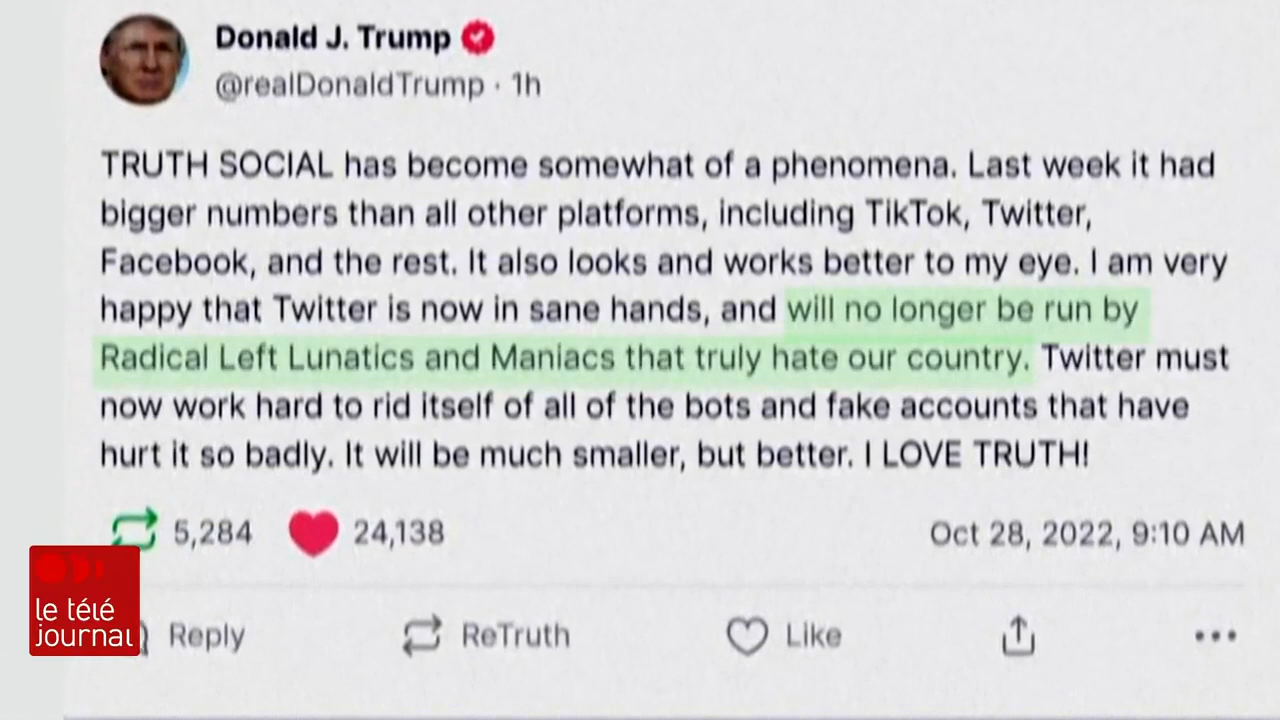 Donald J. Trump
@realDonaldTrump · 1h
TRUTH SOCIAL has become somewhat of a phenomena. Last week it had
bigger numbers than all other platforms, including TikTok, Twitter,
Facebook, and the rest. It also looks and works better to my eye. I am very
happy that Twitter is now in sane hands, and will no longer be run by
Radical Left Lunatics and Maniacs that truly hate our country. Twitter must
now work hard to rid itself of all of the bots and fake accounts that have
hurt it so badly. It will be much smaller, but better. I LOVE TRUTH!
5,284 24,138 Oct 28, 2022, 9:10 AM
le télé
journal
Reply ReTruth Like